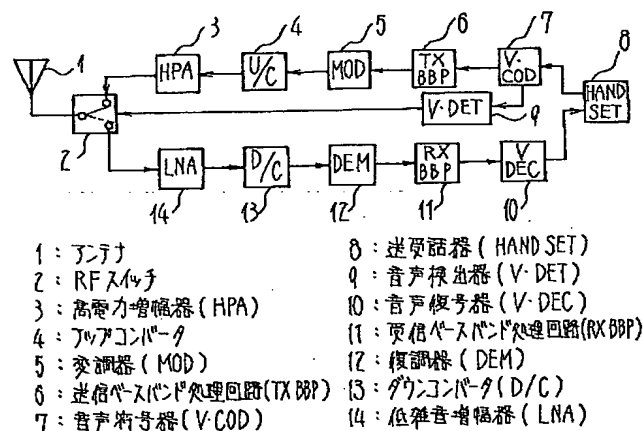 3 4 5 6 7 8
1 HPA U/C MOD TX BBP V·COD HAND SET
V·DET 9
2 LNA D/C DEM RX BBP V DEC
14 13 12 11 10
1 : アンテナ
2 : RFスイッチ
3 : 高電力増幅器(HPA)
4 : アップコンバータ
5 : 変調器(MOD)
6 : 送信ベースバンド処理回路(TX BBP)
7 : 音声符号器(V·COD)
8 : 送受話器(HAND SET)
9 : 音声検出器(V·DET)
10 : 音声復号器(V·DEC)
11 : 受信ベースバンド処理回路(RX BBP)
12 : 復調器(DEM)
13 : ダウンコンバータ(D/C)
14 : 低雑音増幅器(LNA)